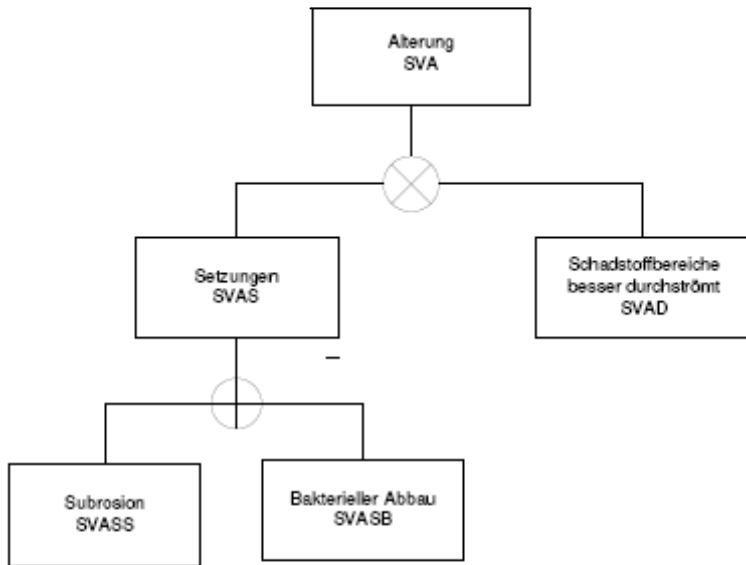 Alterung
SVA
Setzungen
SVAS
Schadstoffbereiche
besser durchströmt
SVAD
Subrosion
SVASS
Bakterieller Abbau
SVASB